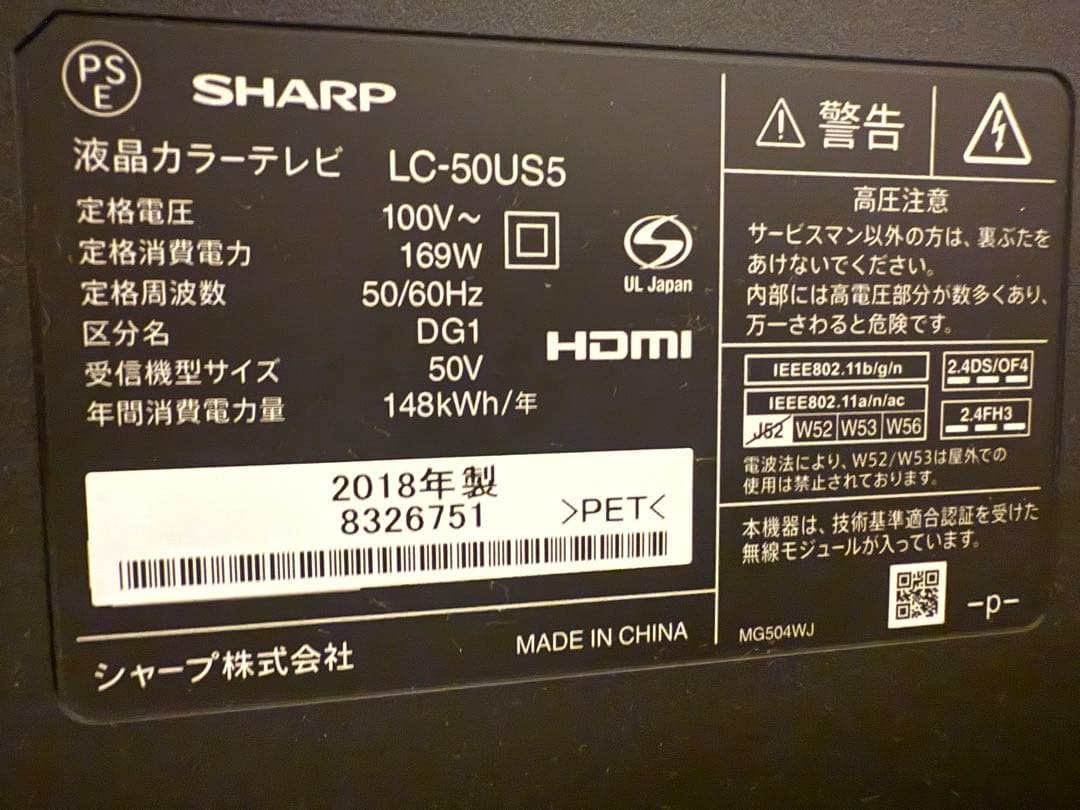 PS
E
SHARP
液晶カラーテレビ LC-50US5
定格電圧 100V～
定格消費電力 169W
定格周波数 50/60Hz
区分名 DG1
受信機型サイズ 50V
年間消費電力量 148kWh/年
UL Japan
HDMI
2018年製
8326751
>PET<
シャープ株式会社
MADE IN CHINA
警告
高圧注意
サービスマン以外の方は、裏ぶたを
あけないでください。
内部には高電圧部分が数多くあり、
万一さわると危険です。
IEEE802.11b/g/n
2.4DS/OF4
IEEE802.11a/n/ac
J52 W52 W53 W56
2.4FH3
電波法により、W52/W53は屋外での
使用は禁止されております。
本機器は、技術基準適合認証を受けた
無線モジュールが入っています。
MG504WJ
-p-